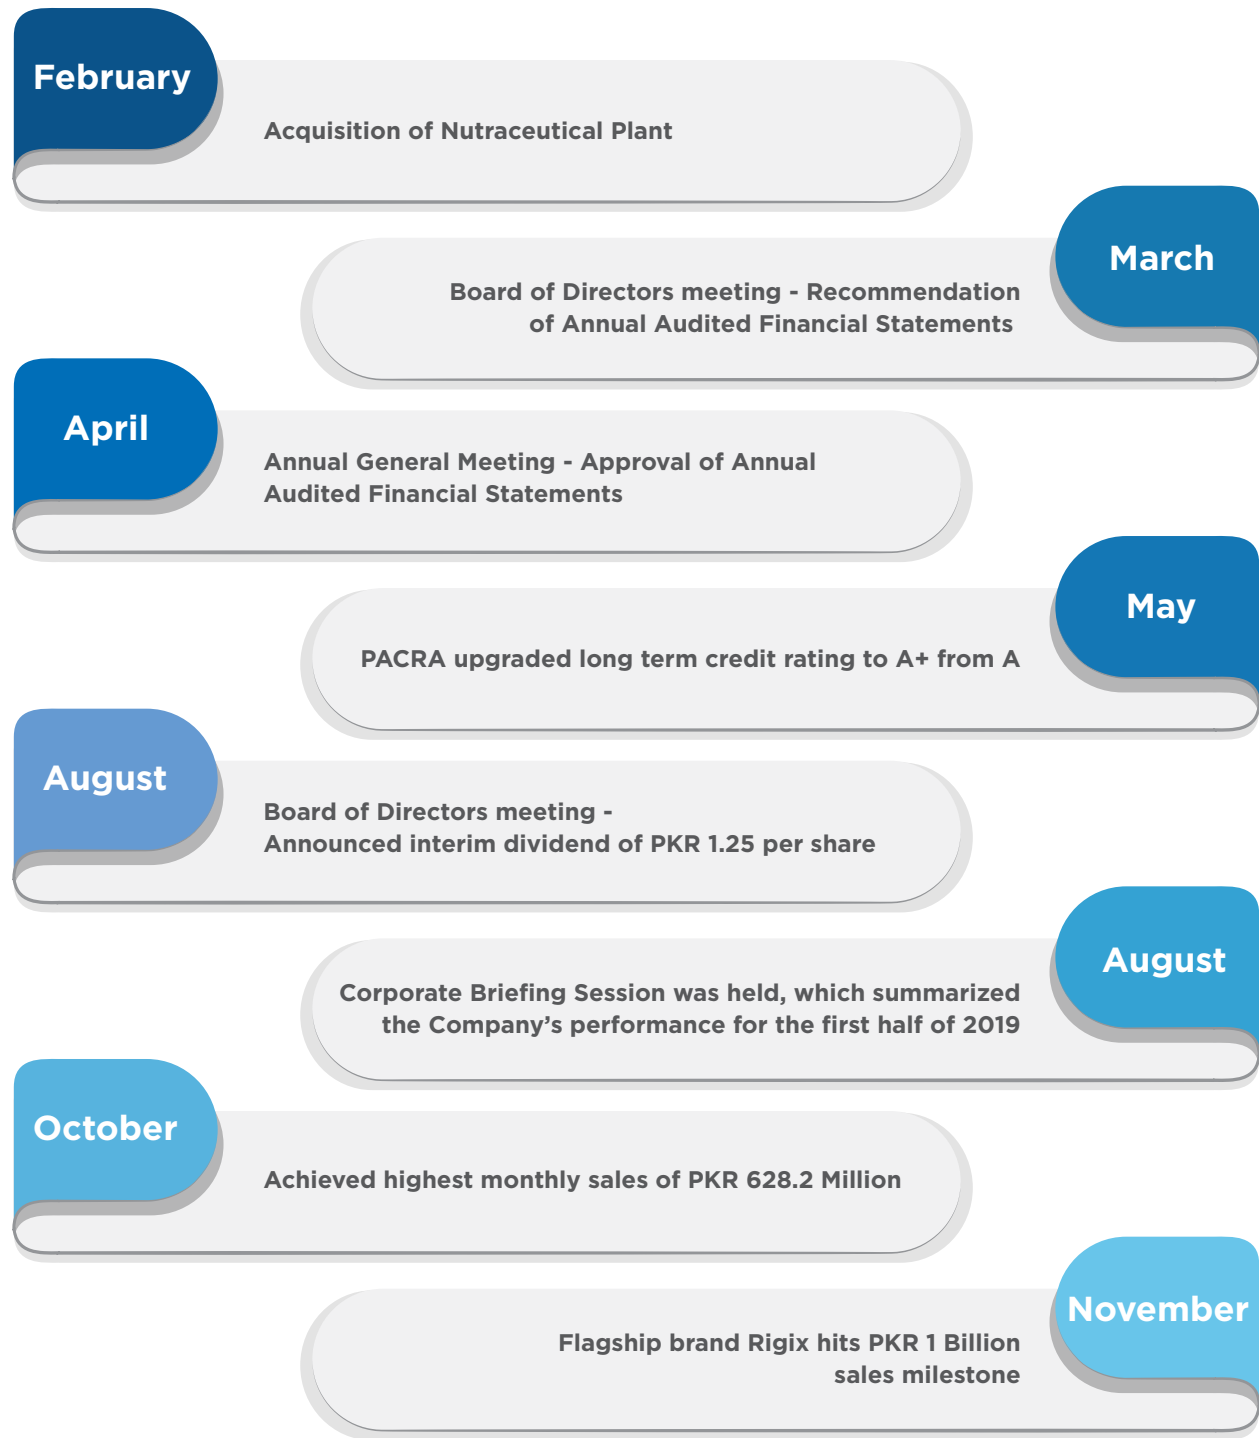 February
Acquisition of Nutraceutical Plant
March
Board of Directors meeting - Recommendation
of Annual Audited Financial Statements
April
Annual General Meeting - Approval of Annual
Audited Financial Statements
May
PACRA upgraded long term credit rating to A+ from A
August
Board of Directors meeting -
Announced interim dividend of PKR 1.25 per share
August
Corporate Briefing Session was held, which summarized
the Company’s performance for the first half of 2019
October
Achieved highest monthly sales of PKR 628.2 Million
November
Flagship brand Rigix hits PKR 1 Billion
sales milestone